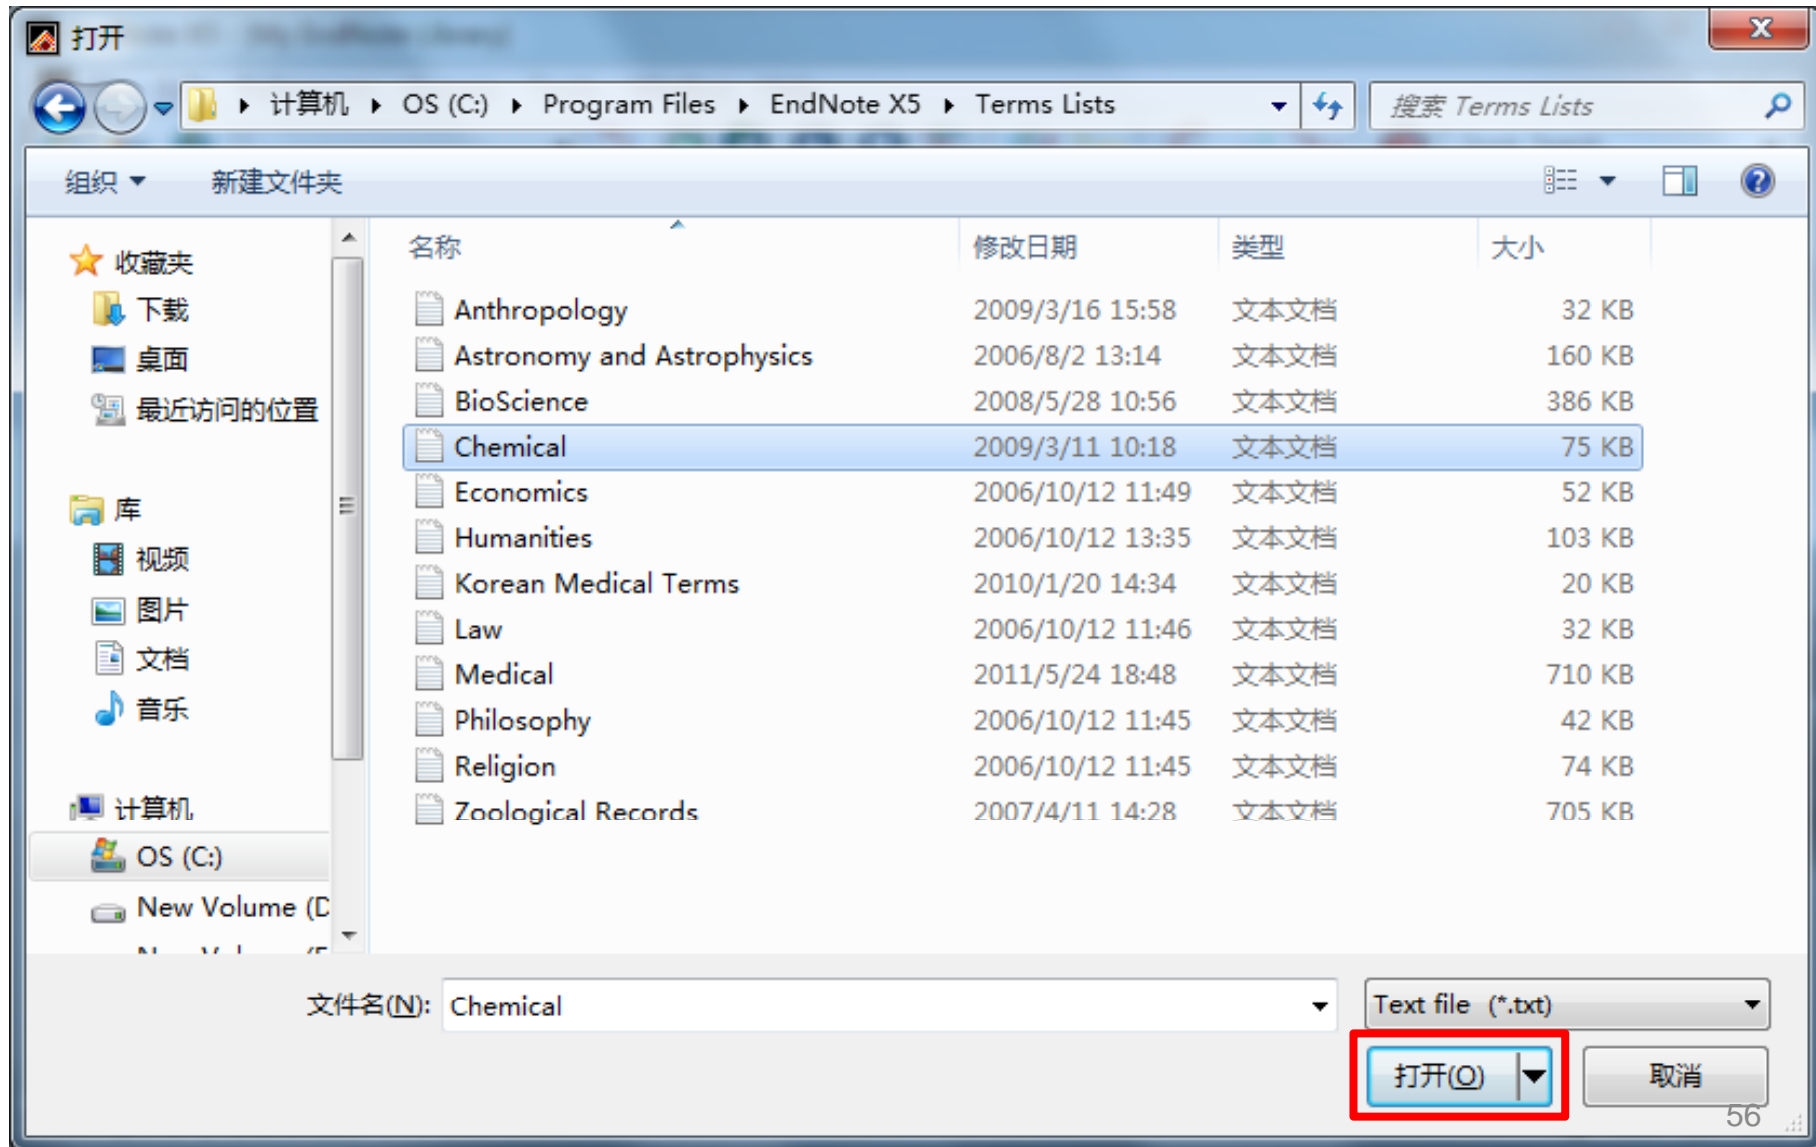 打开
计算机 OS (C:) Program Files EndNote X5 Terms Lists 搜索 Terms Lists
组织 新建文件夹
名称 修改日期 类型 大小
收藏夹
下载
桌面
最近访问的位置
库
视频
图片
文档
音乐
计算机
OS (C:)
New Volume (D
Anthropology 2009/3/16 15:58 文本文档 32 KB
Astronomy and Astrophysics 2006/8/2 13:14 文本文档 160 KB
BioScience 2008/5/28 10:56 文本文档 386 KB
Chemical 2009/3/11 10:18 文本文档 75 KB
Economics 2006/10/12 11:49 文本文档 52 KB
Humanities 2006/10/12 13:35 文本文档 103 KB
Korean Medical Terms 2010/1/20 14:34 文本文档 20 KB
Law 2006/10/12 11:46 文本文档 32 KB
Medical 2011/5/24 18:48 文本文档 710 KB
Philosophy 2006/10/12 11:45 文本文档 42 KB
Religion 2006/10/12 11:45 文本文档 74 KB
Zoological Records 2007/4/11 14:28 文本文档 705 KB
文件名(N): Chemical Text file (*.txt)
打开(O) 取消
56